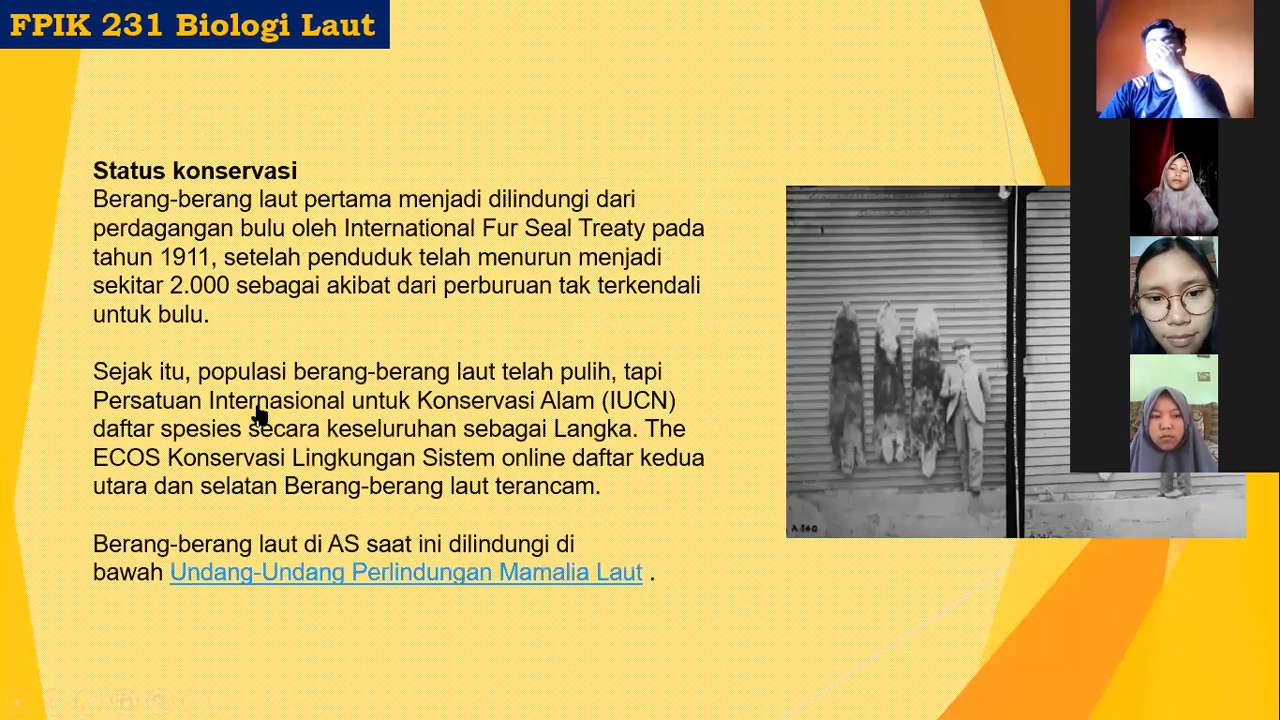 FPIK 231 Biologi Laut
Status konservasi
Berang-berang laut pertama menjadi dilindungi dari
perdagangan bulu oleh International Fur Seal Treaty pada
tahun 1911, setelah penduduk telah menurun menjadi
sekitar 2.000 sebagai akibat dari perburuan tak terkendali
untuk bulu.
Sejak itu, populasi berang-berang laut telah pulih, tapi
Persatuan Internasional untuk Konservasi Alam (IUCN)
daftar spesies secara keseluruhan sebagai Langka. The
ECOS Konservasi Lingkungan Sistem online daftar kedua
utara dan selatan Berang-berang laut terancam.
Berang-berang laut di AS saat ini dilindungi di
bawah Undang-Undang Perlindungan Mamalia Laut .